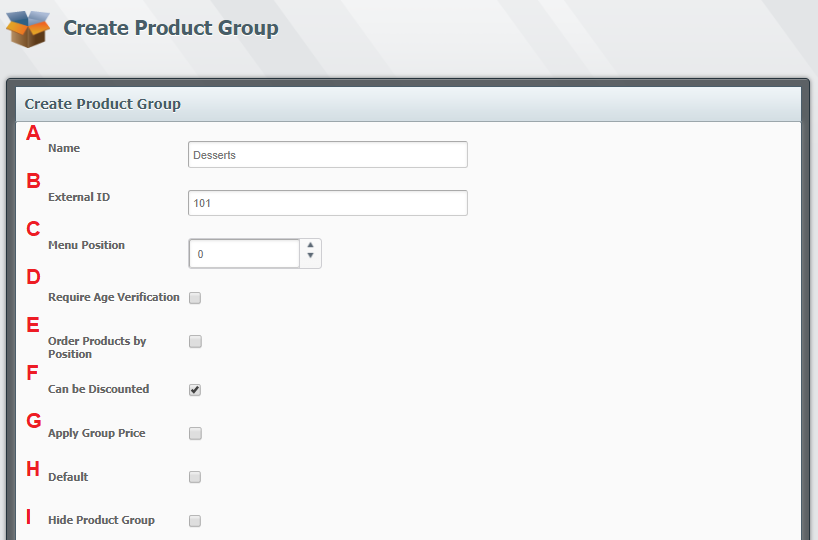 Create Product Group
Create Product Group
A
Name
Desserts
B
External ID
101
C
Menu Position
0
D
Require Age Verification
E
Order Products by
Position
F
Can be Discounted
G
Apply Group Price
H
Default
I
Hide Product Group